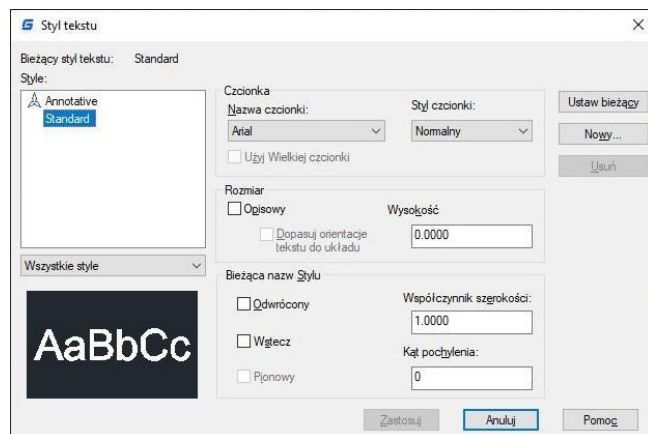 Styl tekstu
Bieżący styl tekstu: Standard
Style:
Annotative
Standard
Wszystkie style
AaBbCc
Czcionka
Nazwa czcionki:
Styl czcionki:
Arial
Normalny
Użyj Wielkiej czcionki
Rozmiar
Opisowy
Dopasuj orientacje
tekstu do układu
Wysokość
0.0000
Bieżąca nazw Stylu
Odwrócony
Wstecz
Pionowy
Współczynnik szerokości:
1.0000
Kąt pochylenia:
0
Ustaw bieżący
Nowy...
Usuń
Zastosuj
Anuluj
Pomoc